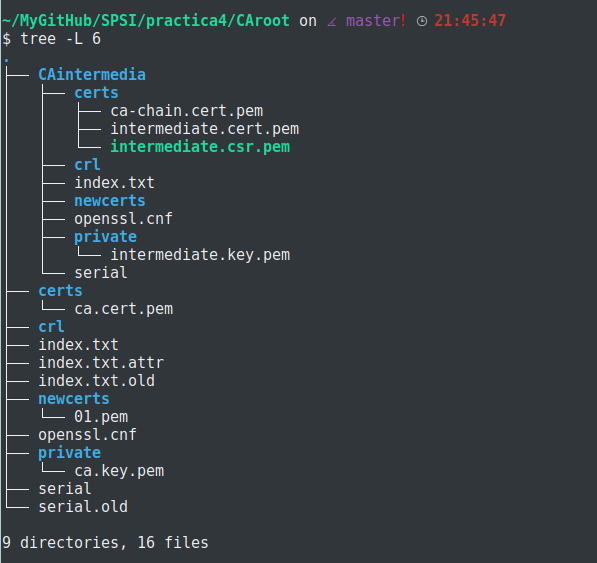 ~/MyGitHub/SPSI/practica4/CAroot on ⎇ master! 🕒 21:45:47
$ tree -L 6
.
├── CAintermedia
│   ├── certs
│   │   ├── ca-chain.cert.pem
│   │   ├── intermediate.cert.pem
│   │   └── intermediate.csr.pem
│   ├── crl
│   ├── index.txt
│   ├── newcerts
│   ├── openssl.cnf
│   ├── private
│   │   └── intermediate.key.pem
│   └── serial
├── certs
│   └── ca.cert.pem
├── crl
├── index.txt
├── index.txt.attr
├── index.txt.old
├── newcerts
│   └── 01.pem
├── openssl.cnf
├── private
│   └── ca.key.pem
├── serial
└── serial.old
9 directories, 16 files